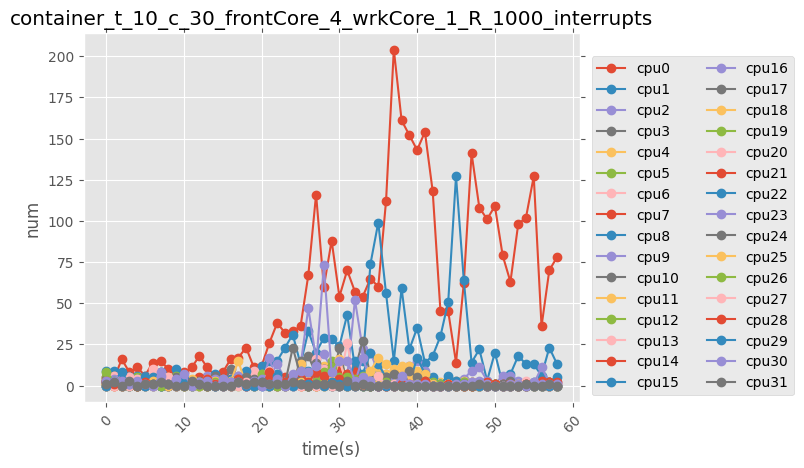 container_t_10_c_30_frontCore_4_wrkCore_1_R_1000_interrupts
num
200
175
150
125
100
75
50
25
0
0
10
20
30
40
50
60
time(s)
cpu0
cpu1
cpu2
cpu3
cpu4
cpu5
cpu6
cpu7
cpu8
cpu9
cpu10
cpu11
cpu12
cpu13
cpu14
cpu15
cpu16
cpu17
cpu18
cpu19
cpu20
cpu21
cpu22
cpu23
cpu24
cpu25
cpu26
cpu27
cpu28
cpu29
cpu30
cpu31